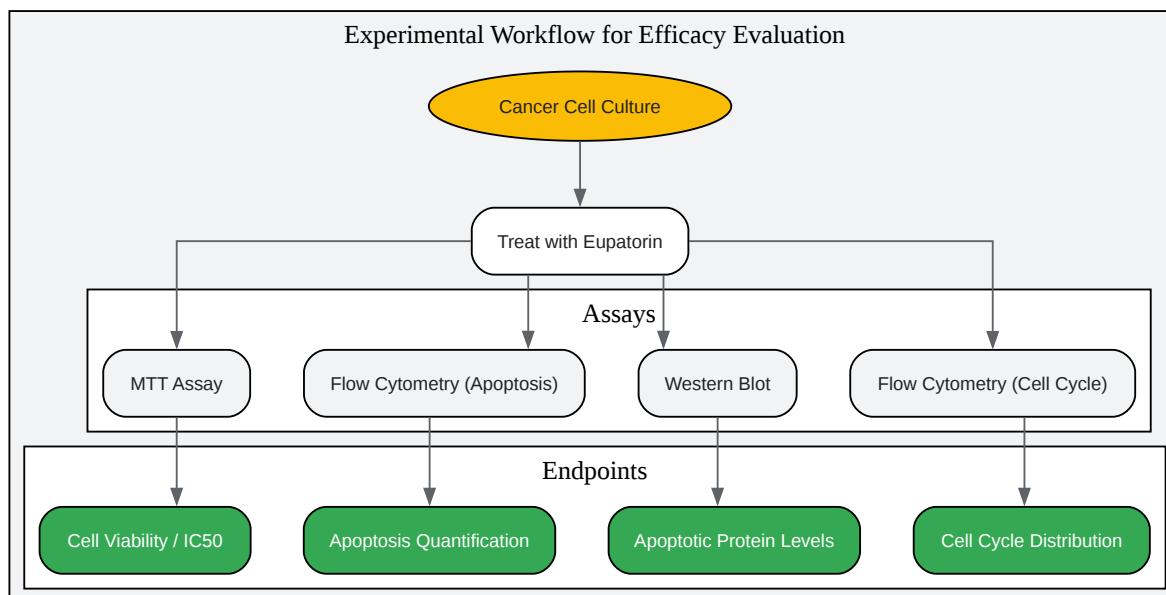 Experimental Workflow for Efficacy Evaluation
Cancer Cell Culture
Treat with Eupatorin
Assays
MTT Assay
Flow Cytometry (Apoptosis)
Western Blot
Flow Cytometry (Cell Cycle)
Endpoints
Cell Viability / IC50
Apoptosis Quantification
Apoptotic Protein Levels
Cell Cycle Distribution